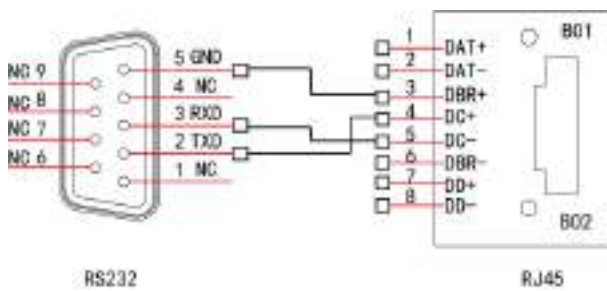 5 GND
NC 9
4 NC
NC 8
3 RXD
NC 7
2 TXD
NC 6
1 NC
RS232
1 DAT+
2 DAT-
3 DBR+
4 DC+
5 DC-
6 DBR-
7 DD+
8 DD-
B01
B02
RJ45